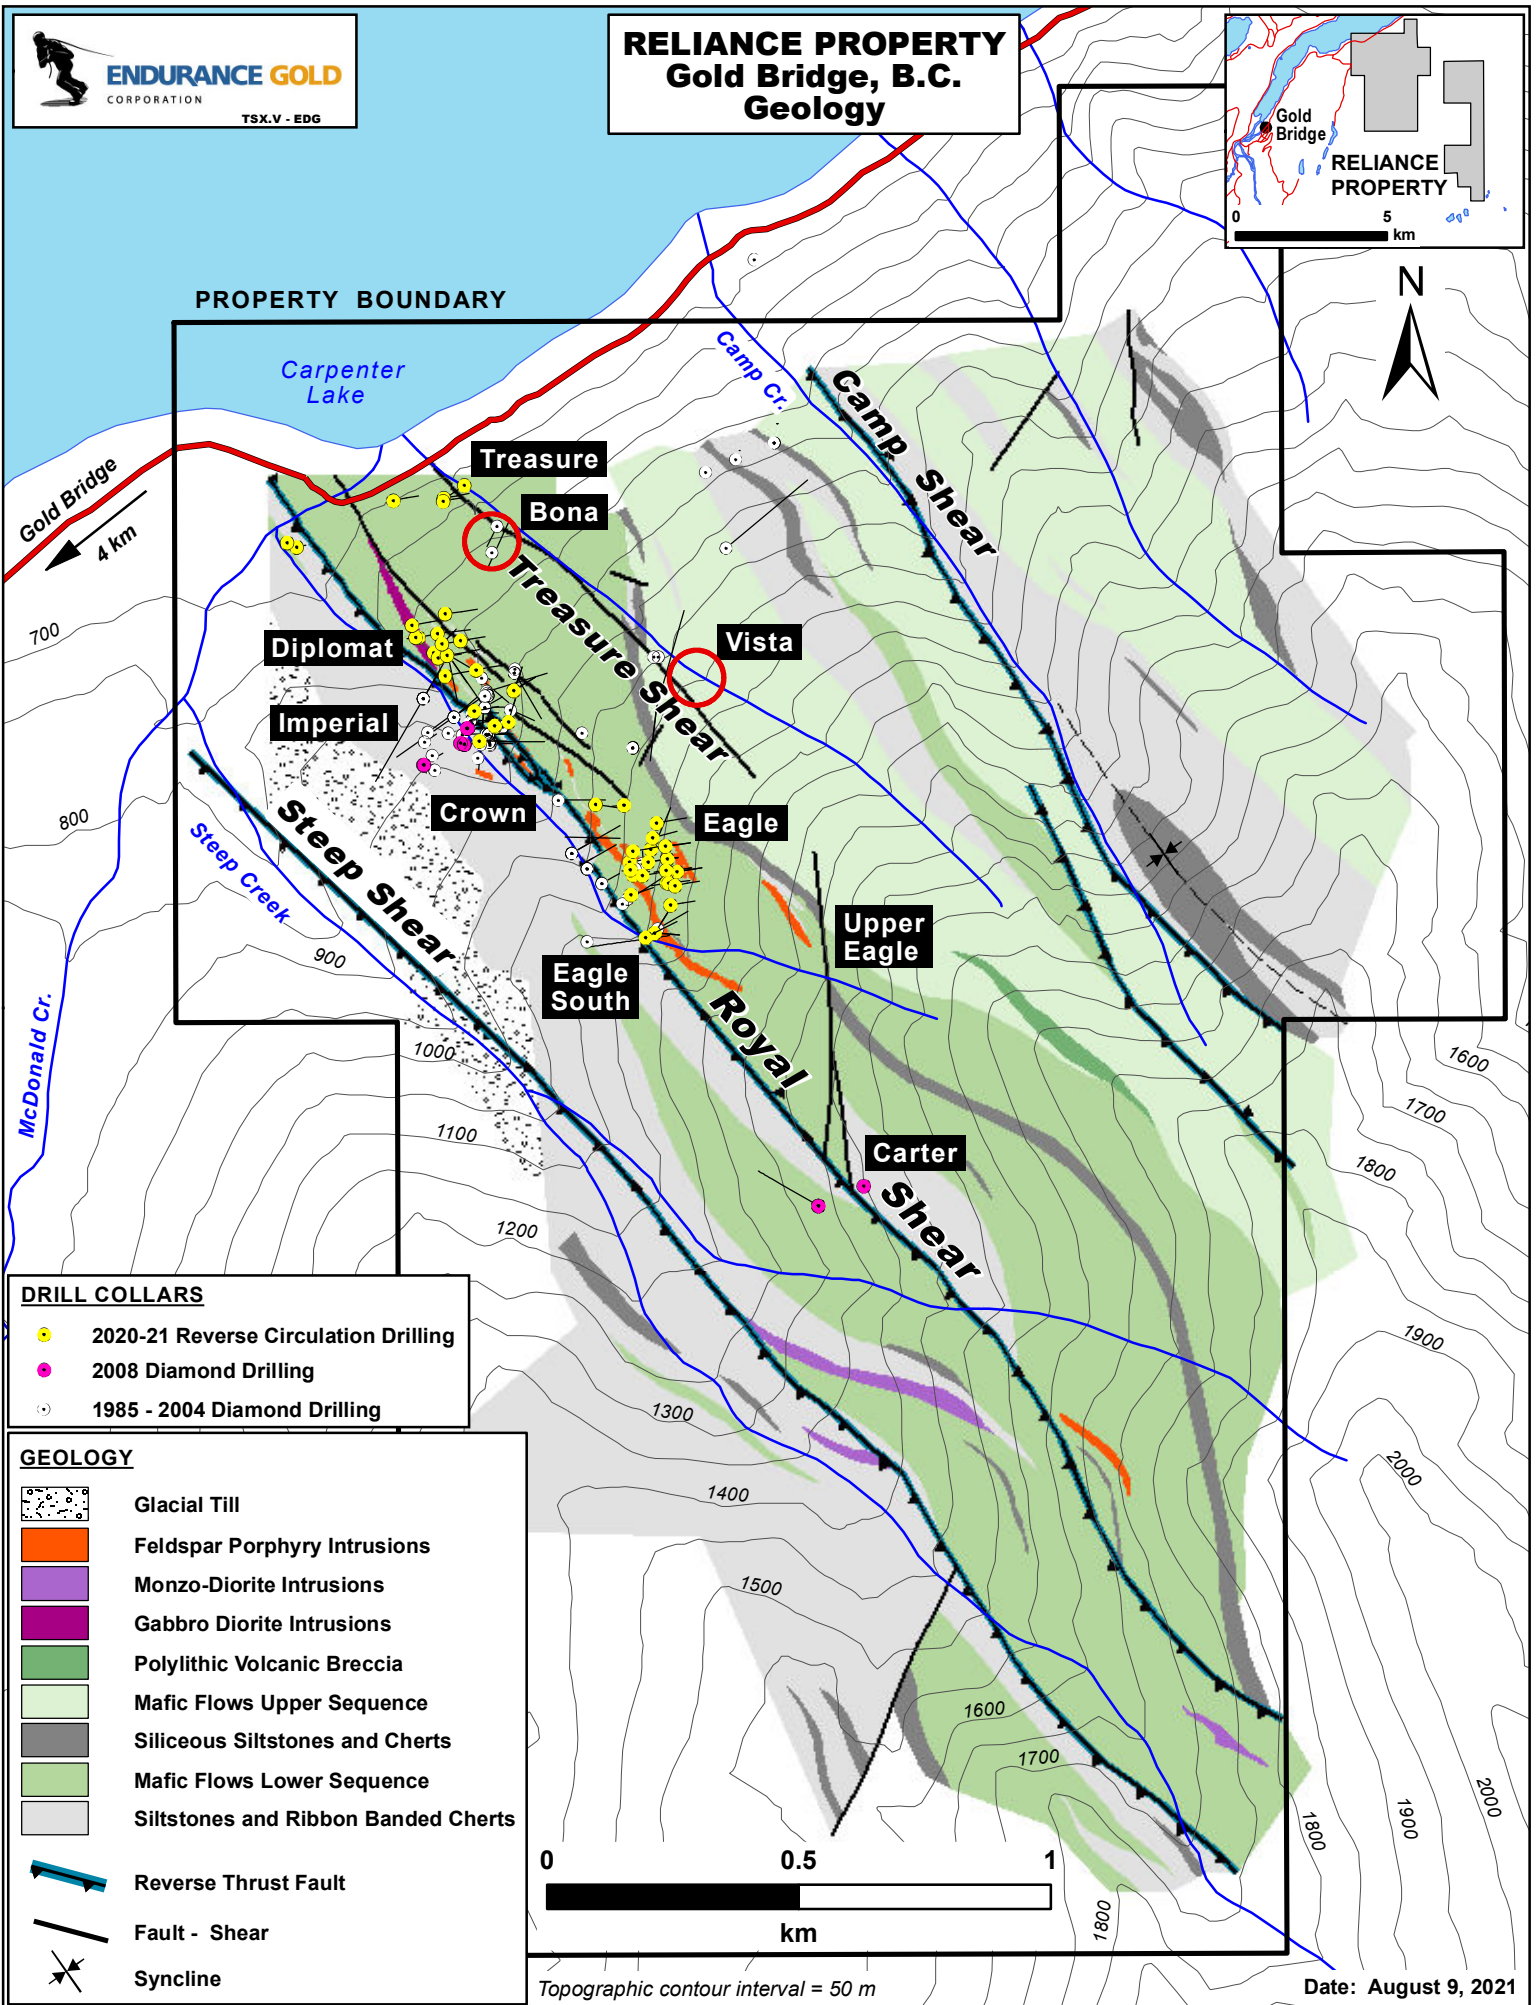 ENDURANCE GOLD
CORPORATION
TSX.V - EDG
RELIANCE PROPERTY
Gold Bridge, B.C.
Geology
Gold
Bridge
RELIANCE
PROPERTY
0 5
km
N
PROPERTY BOUNDARY
Carpenter
Lake
Camp Cr.
Camp Shear
Gold Bridge
4 km
Treasure
Bona
Treasure Shear
Vista
Diplomat
Imperial
Crown
Eagle
Upper
Eagle
Eagle
South
Steep Shear
Steep Creek
McDonald Cr.
Royal Shear
Carter
700
800
900
1000
1100
1200
1300
1400
1500
1600
1700
1800
1600
1700
1800
1900
2000
1800
1900
2000
DRILL COLLARS
2020-21 Reverse Circulation Drilling
2008 Diamond Drilling
1985 - 2004 Diamond Drilling
GEOLOGY
Glacial Till
Feldspar Porphyry Intrusions
Monzo-Diorite Intrusions
Gabbro Diorite Intrusions
Polylithic Volcanic Breccia
Mafic Flows Upper Sequence
Siliceous Siltstones and Cherts
Mafic Flows Lower Sequence
Siltstones and Ribbon Banded Cherts
Reverse Thrust Fault
Fault - Shear
Syncline
0 0.5 1
km
Topographic contour interval = 50 m
Date: August 9, 2021